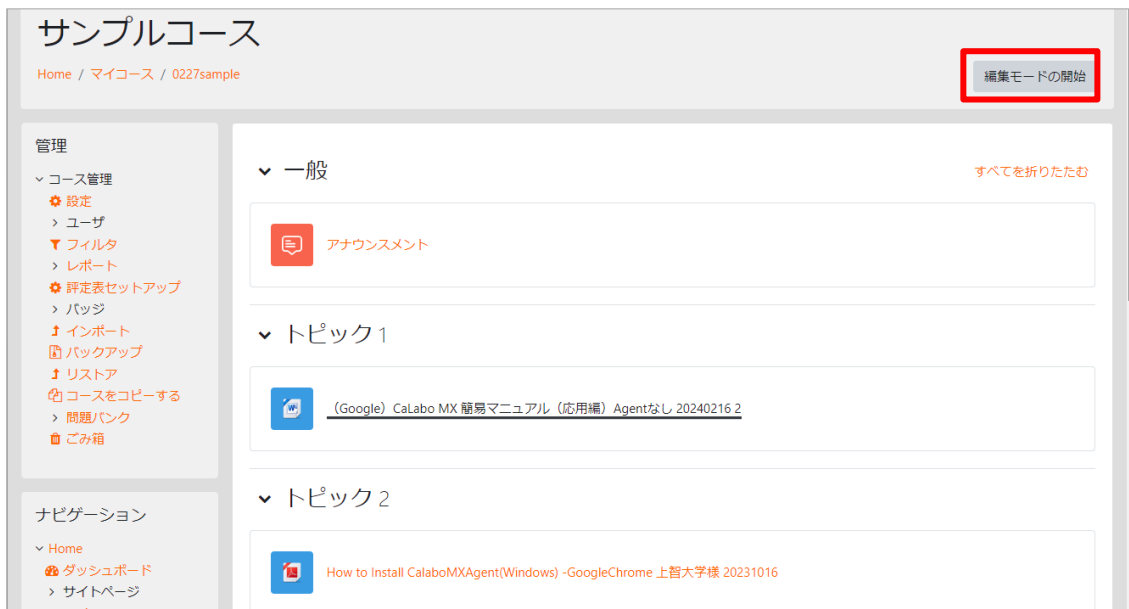 サンプルコース
Home / マイコース / 0227sample
編集モードの開始
管理
コース管理
設定
ユーザ
フィルタ
レポート
評定表セットアップ
バッジ
インポート
バックアップ
リストア
コースをコピーする
問題バンク
ごみ箱
ナビゲーション
Home
ダッシュボード
サイトページ
一般
すべてを折りたたむ
アナウンスメント
トピック 1
（Google）CaLabo MX 簡易マニュアル（応用編）Agentなし 20240216 2
トピック 2
How to Install CalaboMXAgent(Windows) -GoogleChrome 上智大学様 20231016